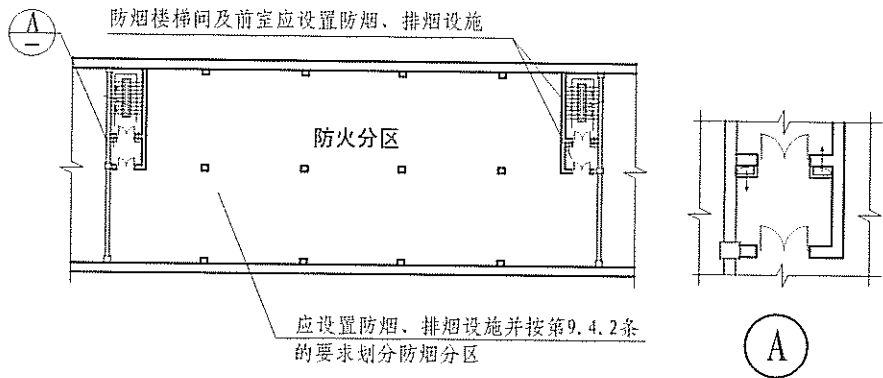 防烟楼梯间及前室应设置防烟、排烟设施
A
防火分区
应设置防烟、排烟设施并按第9.4.2条
的要求划分防烟分区
A